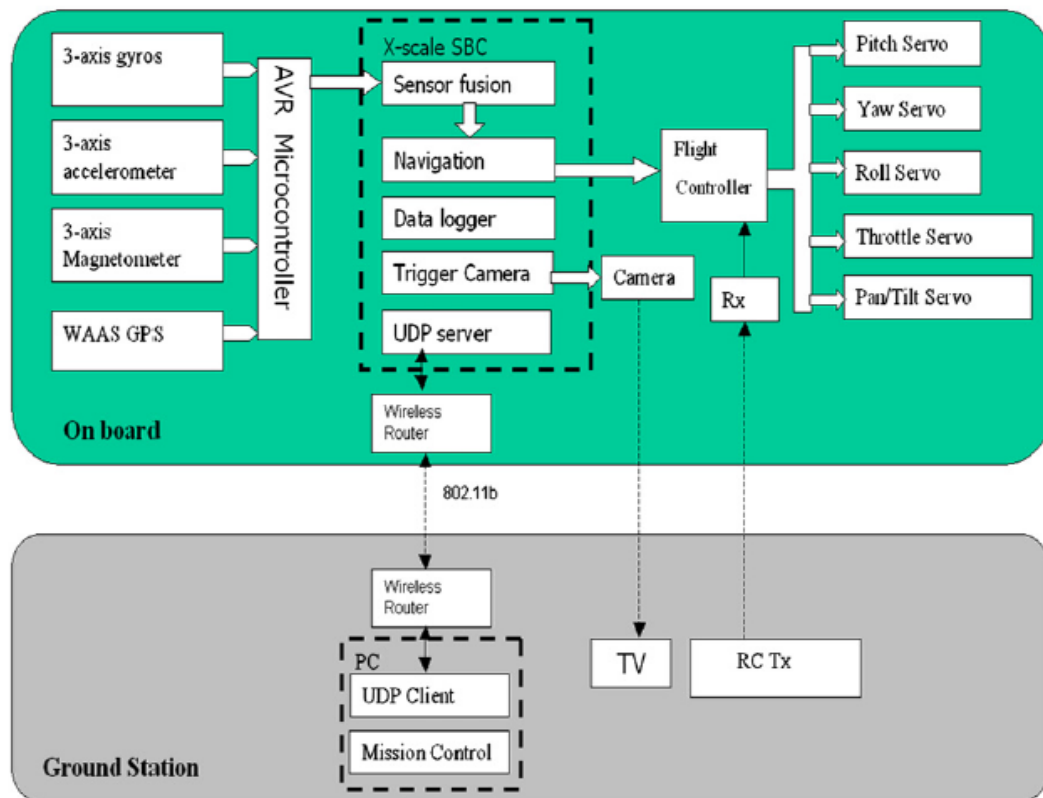 3-axis gyros
3-axis
accelerometer
3-axis
Magnetometer
WAAS GPS
AVR Microcontroller
X-scale SBC
Sensor fusion
Navigation
Data logger
Trigger Camera
UDP server
Wireless
Router
Camera
Flight
Controller
Rx
Pitch Servo
Yaw Servo
Roll Servo
Throttle Servo
Pan/Tilt Servo
On board
802.11b
Wireless
Router
PC
UDP Client
Mission Control
TV
RC Tx
Ground Station